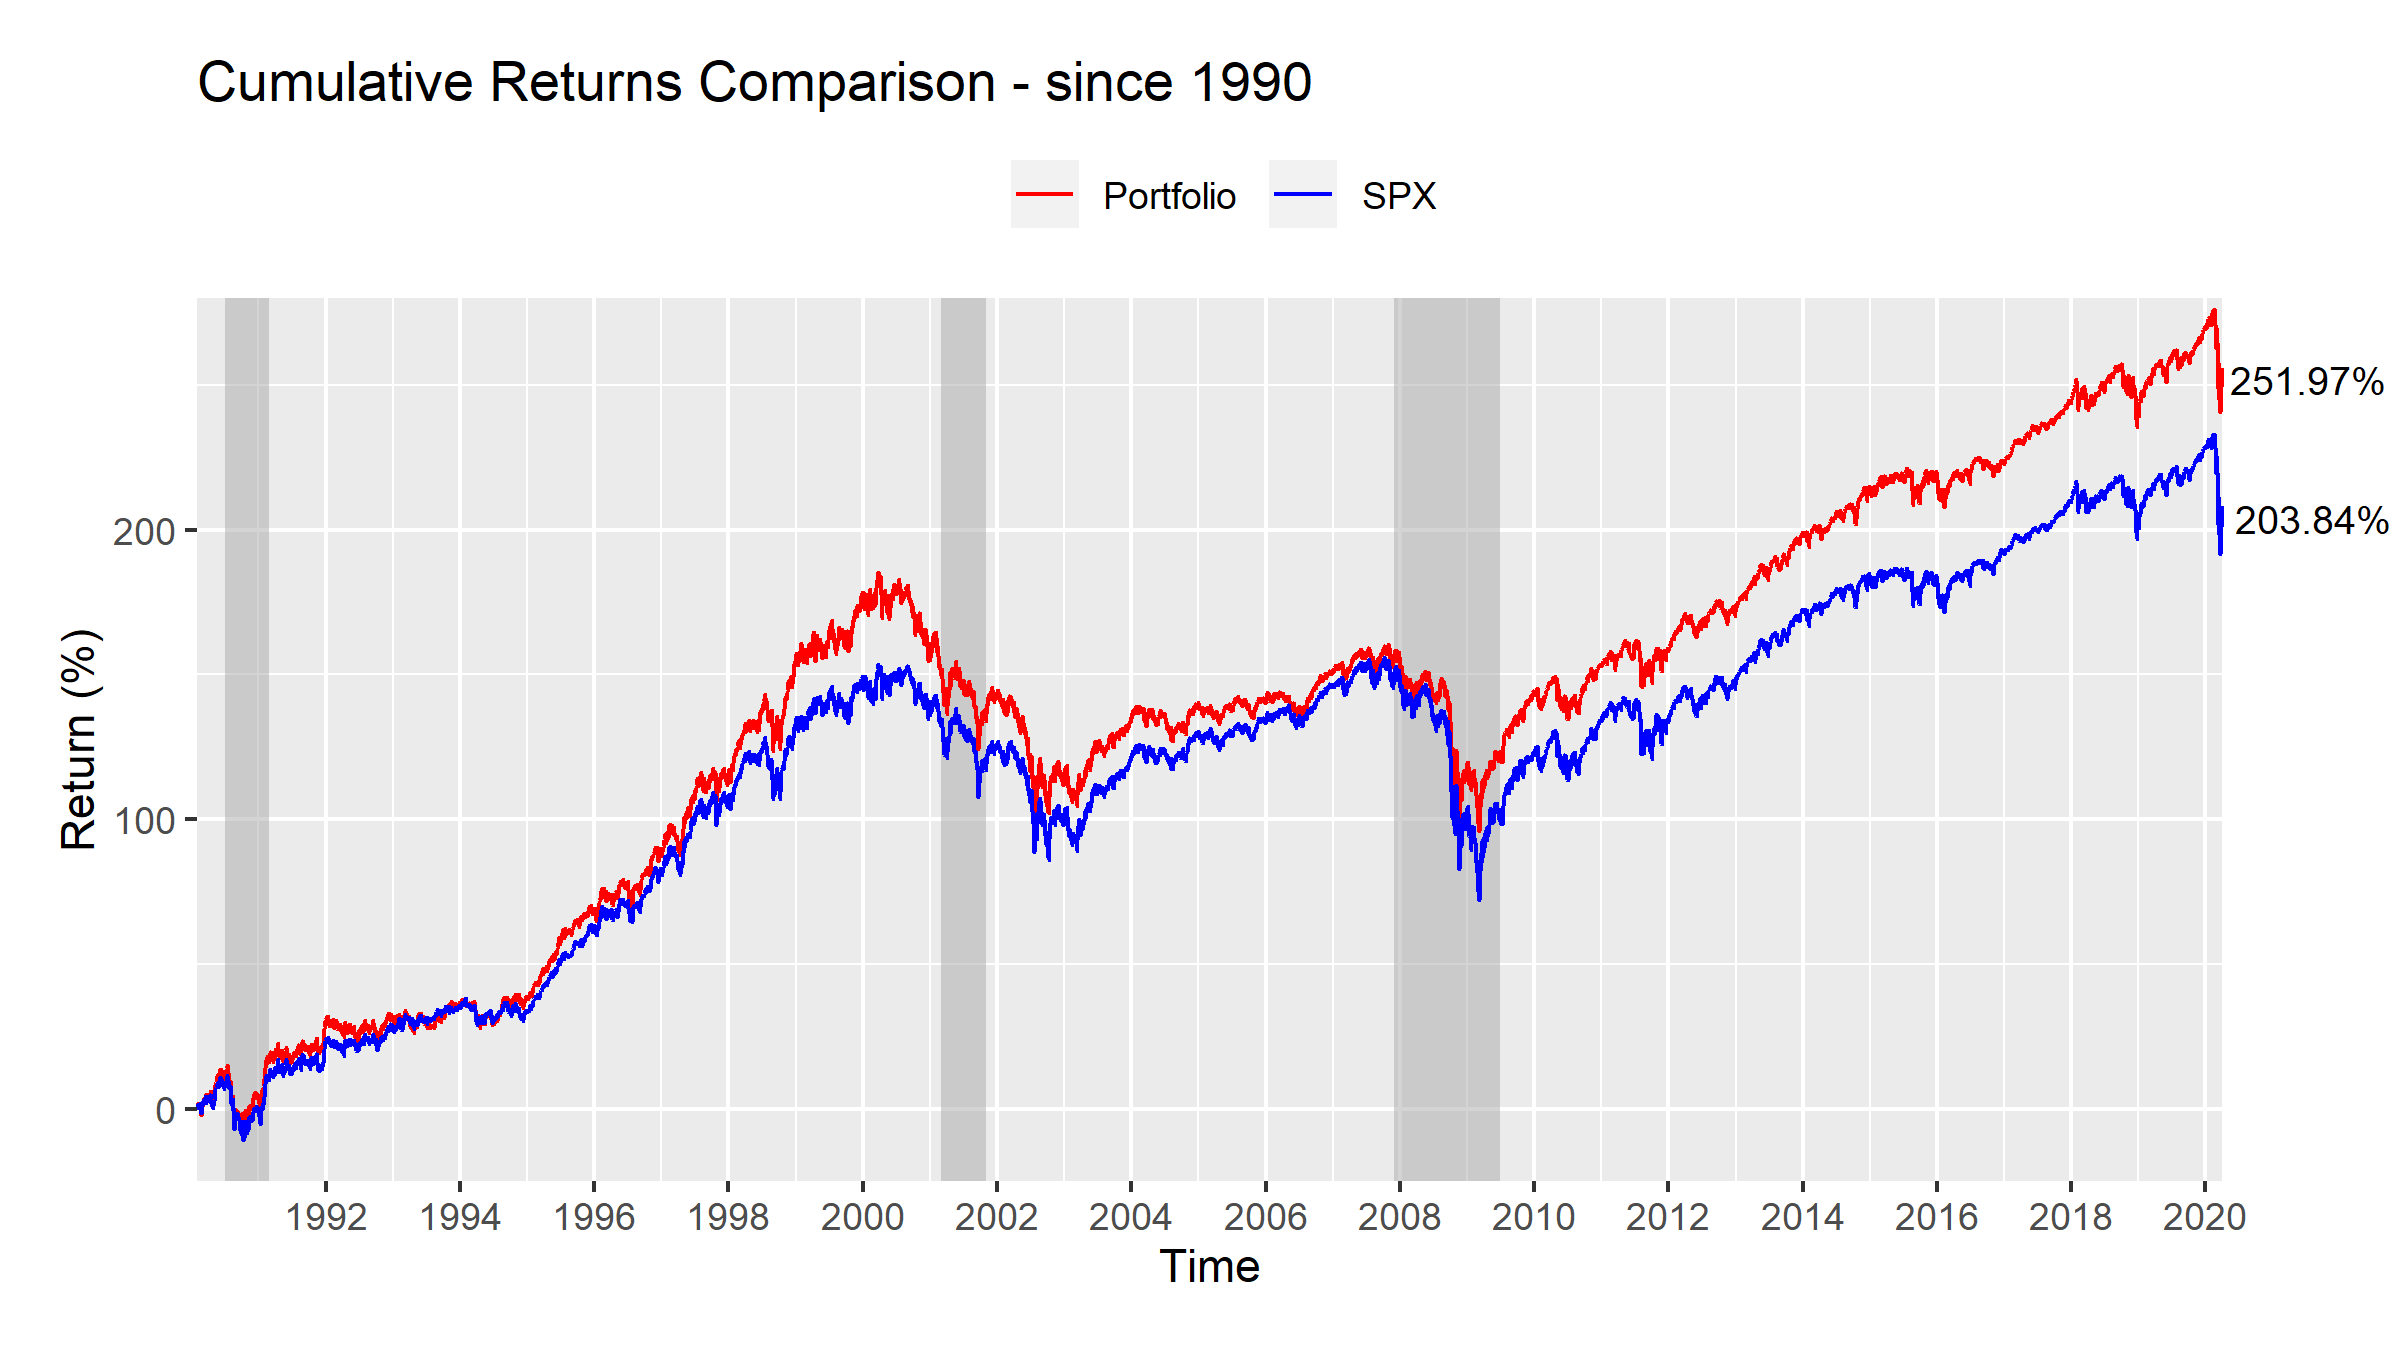 Cumulative Returns Comparison - since 1990
Portfolio SPX
251.97%
203.84%
200
100
0
Return (%)
1992 1994 1996 1998 2000 2002 2004 2006 2008 2010 2012 2014 2016 2018 2020
Time